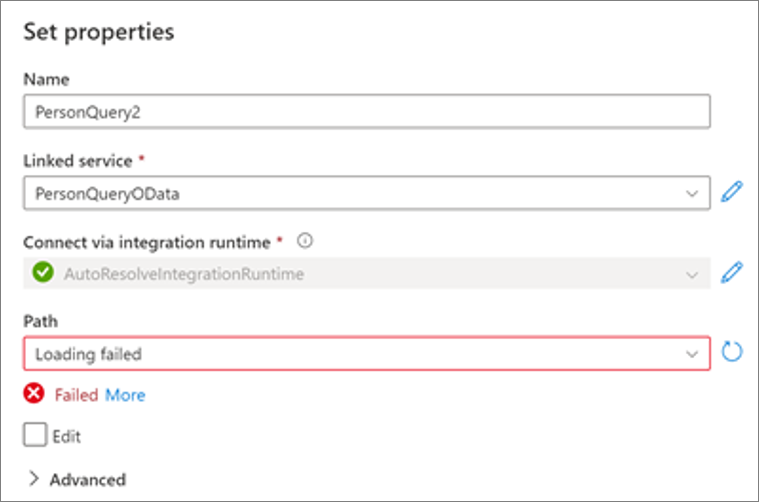 Set properties
Name
PersonQuery2
Linked service *
PersonQueryOData
Connect via integration runtime *
AutoResolveIntegrationRuntime
Path
Loading failed
Failed More
Edit
Advanced